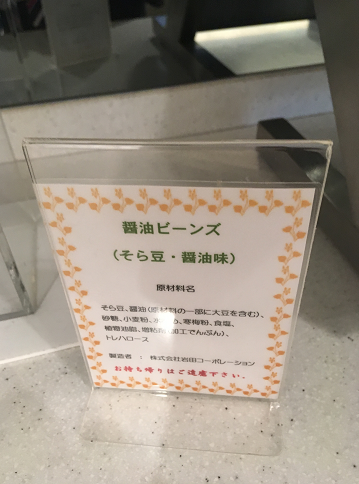 醤油ビーンズ
(そら豆・醤油味)
原材料名
そら豆、醤油(原材料の一部に大豆を含む)、
砂糖、小麦粉、寒梅粉、食塩、
植物油脂、増粘剤(加工でんぷん)、
トレハロース
製造者 : 株式会社岩田コーポレーション
お持ち帰りはご遠慮下さい。